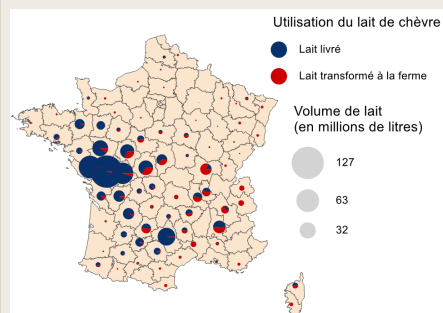 Utilisation du lait de chèvre
Lait livré
Lait transformé à la ferme
Volume de lait
(en millions de litres)
127
63
32